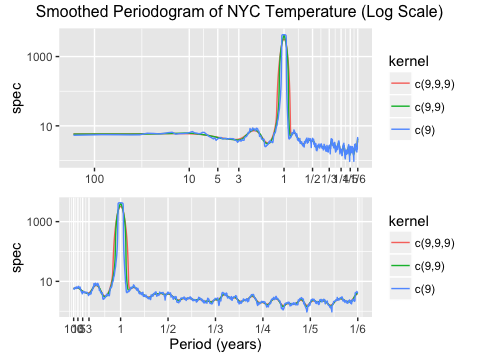 Smoothed Periodogram of NYC Temperature (Log Scale)
spec
1000
10
100 10 5 3 1 1/2 1/3 1/4 1/5 1/6
kernel
c(9,9,9)
c(9,9)
c(9)
spec
1000
10
1 1/2 1/3 1/4 1/5 1/6
Period (years)
kernel
c(9,9,9)
c(9,9)
c(9)